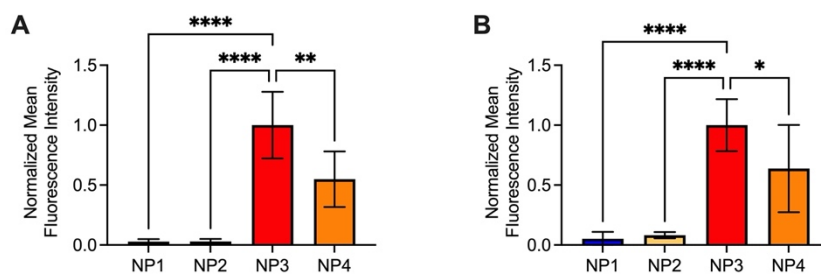 A
****
**** **
Normalized Mean
Fluorescence Intensity
1.5
1.0
0.5
0.0
NP1 NP2 NP3 NP4
B
****
**** *
Normalized Mean
Fluorescence Intensity
1.5
1.0
0.5
0.0
NP1 NP2 NP3 NP4